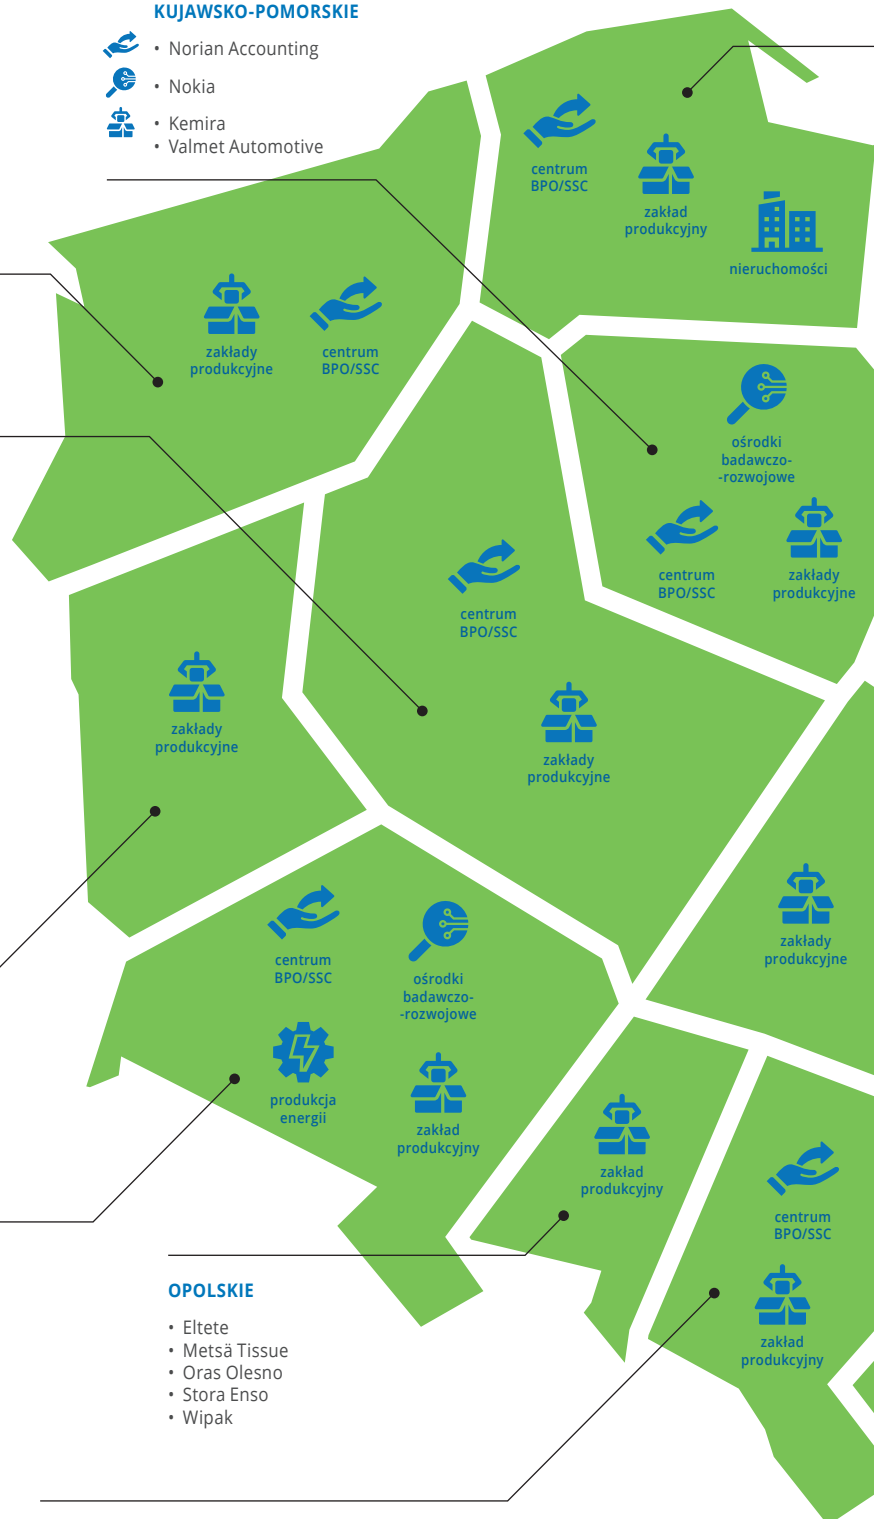 KUJAWSKO-POMORSKIE
• Norian Accounting
• Nokia
• Kemira
• Valmet Automotive
centrum
BPO/SSC
zakład
produkcyjny
nieruchomości
zakłady
produkcyjne
centrum
BPO/SSC
ośrodki
badawczo-
-rozwojowe
centrum
BPO/SSC
zakłady
produkcyjne
centrum
BPO/SSC
zakłady
produkcyjne
zakłady
produkcyjne
zakłady
produkcyjne
centrum
BPO/SSC
ośrodki
badawczo-
-rozwojowe
produkcja
energii
zakład
produkcyjny
zakład
produkcyjny
centrum
BPO/SSC
zakład
produkcyjny
OPOLSKIE
• Eltete
• Metsä Tissue
• Oras Olesno
• Stora Enso
• Wipak